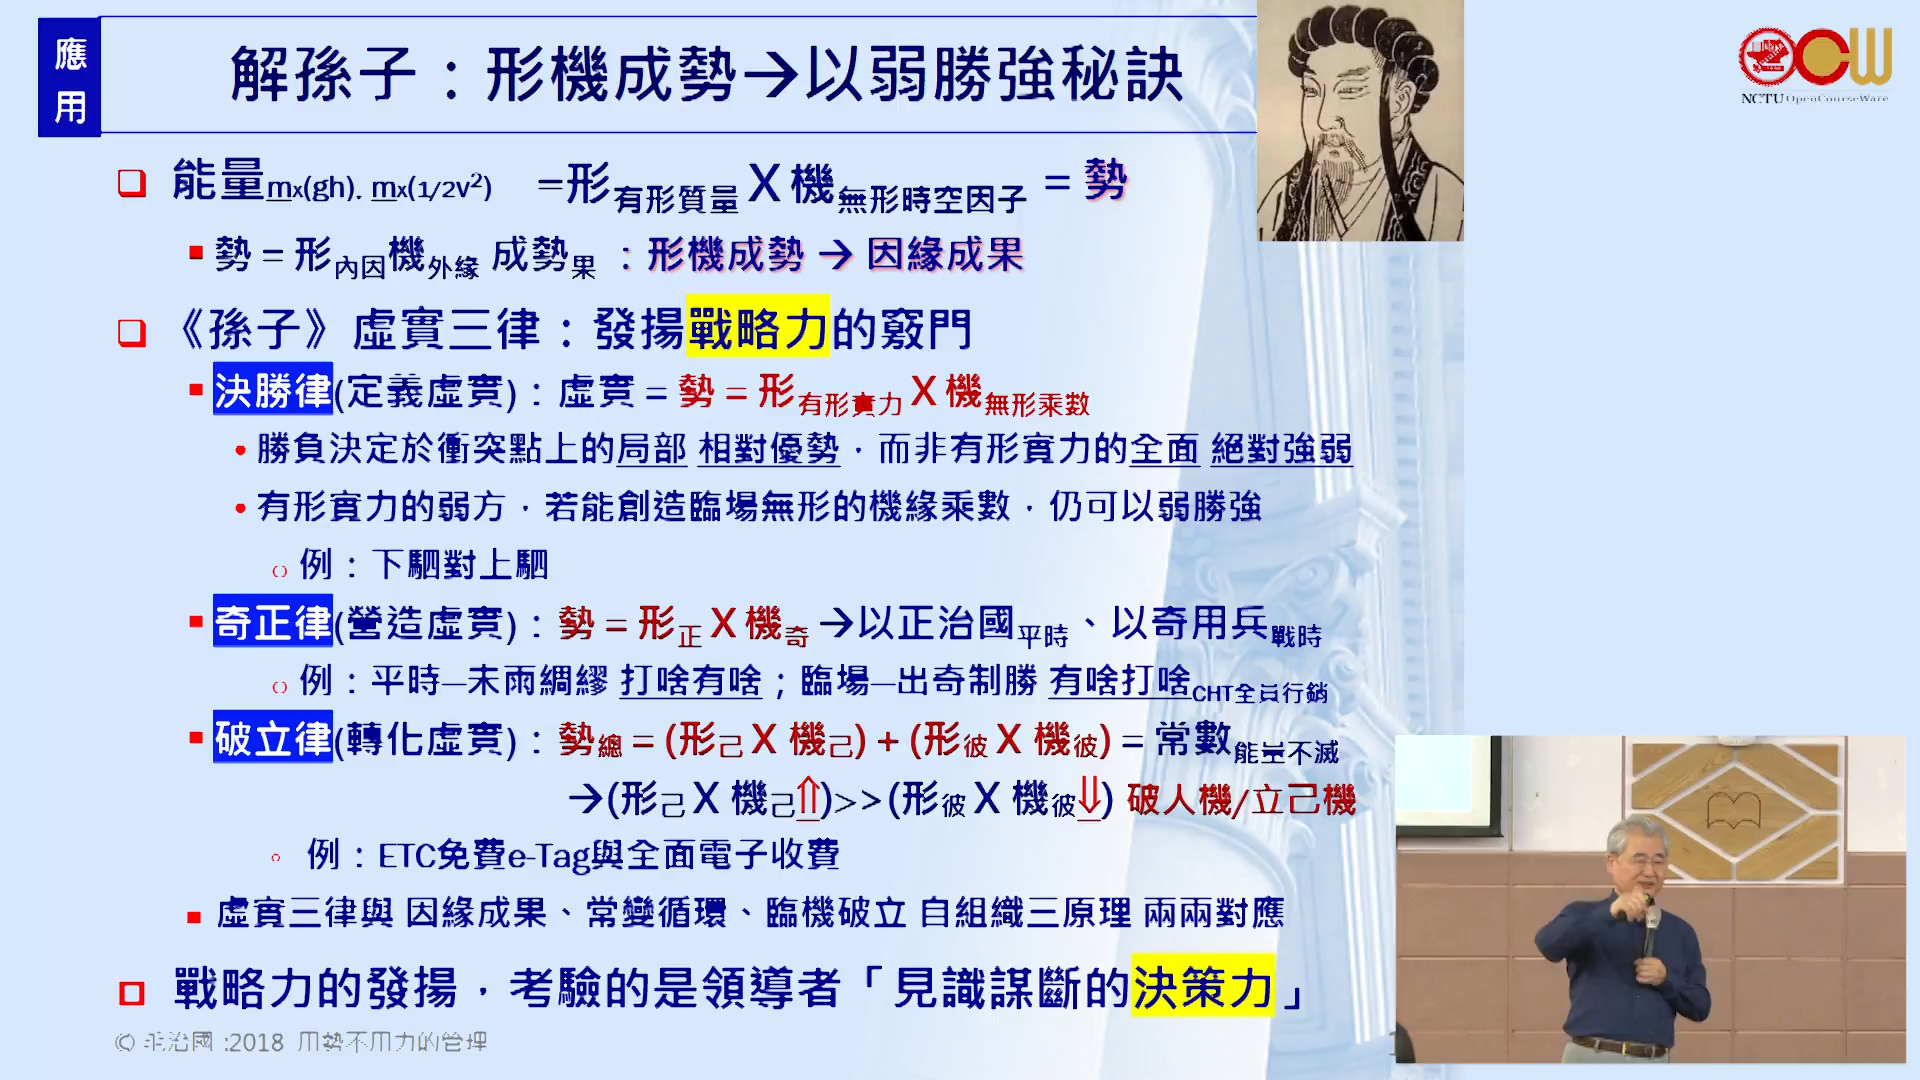 應用
解孫子：形機成勢→以弱勝強秘訣
NCTU OpenCourseWare
能量mx(gh). mx(1/2v²) =形有形質量 X 機無形時空因子 = 勢
勢 = 形內因機外緣 成勢果 ：形機成勢 → 因緣成果
《孫子》虛實三律：發揚戰略力的竅門
決勝律(定義虛實)：虛實 = 勢 = 形有形實力 X 機無形乘數
勝負決定於衝突點上的局部 相對優勢，而非有形實力的全面 絕對強弱
有形實力的弱方，若能創造臨場無形的機緣乘數，仍可以弱勝強
例：下駟對上駟
奇正律(營造虛實)：勢 = 形正 X 機奇 →以正治國平時、以奇用兵戰時
例：平時—未雨綢繆 打啥有啥；臨場—出奇制勝 有啥打啥CHT全員行銷
破立律(轉化虛實)：勢總 = (形己 X 機己) + (形彼 X 機彼) = 常數能量不滅
→(形己 X 機己⇑)>>(形彼 X 機彼⇓) 破人機/立己機
例：ETC免費e-Tag與全面電子收費
虛實三律與 因緣成果、常變循環、臨機破立 自組織三原理 兩兩對應
戰略力的發揚，考驗的是領導者「見識謀斷的決策力」
© 毛治國 :2018 用勢不用力的管理